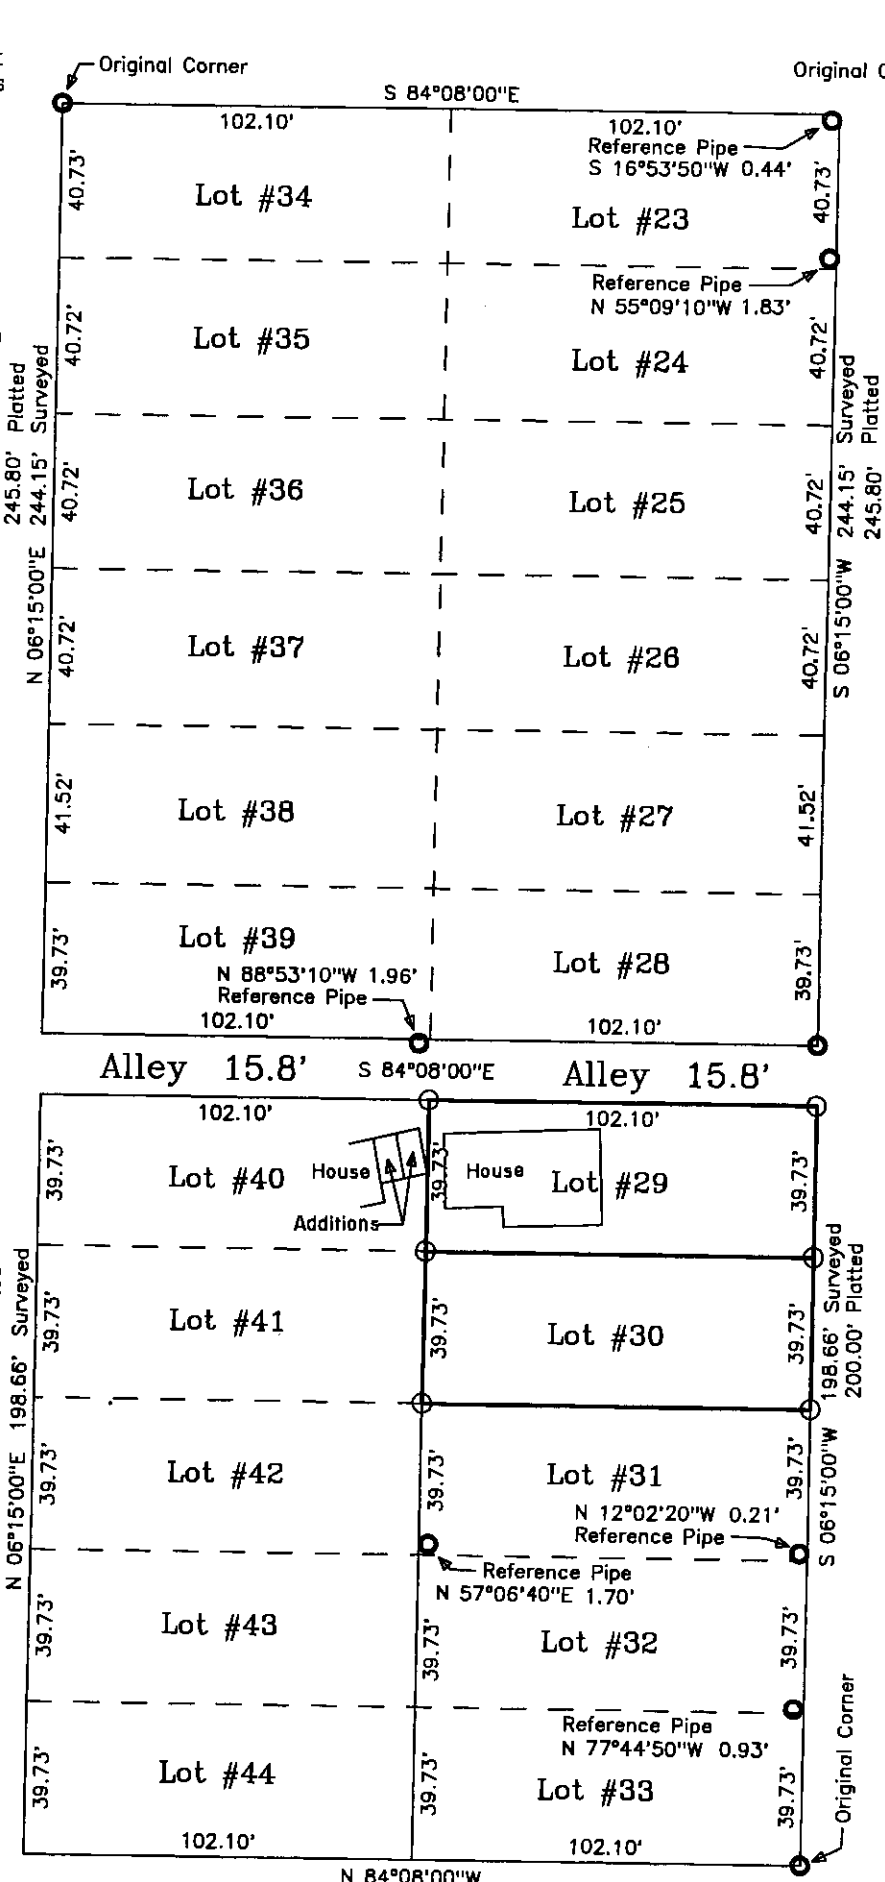 Original Corner
Original C
S 84°08'00"E
102.10'
102.10'
Reference Pipe
S 16°53'50"W 0.44'
40.73'
Lot #34
Lot #23
40.73'
Reference Pipe
N 55°09'10"W 1.83'
40.72'
Lot #35
Lot #24
40.72'
245.80' Platted
244.15' Surveyed
N 06°15'00"E
40.72'
Lot #36
Lot #25
40.72'
244.15' Surveyed
245.80' Platted
S 06°15'00"W
40.72'
Lot #37
Lot #26
40.72'
41.52'
Lot #38
Lot #27
41.52'
39.73'
Lot #39
Lot #28
39.73'
N 88°53'10"W 1.96'
Reference Pipe
102.10'
102.10'
Alley 15.8'
S 84°08'00"E
Alley 15.8'
102.10'
102.10'
39.73'
Lot #40
House
39.73'
House
Lot #29
39.73'
Additions
39.73'
Lot #41
39.73'
Lot #30
39.73'
198.66' Surveyed
200.00' Platted
N 06°15'00"E 198.66' Surveyed
S 06°15'00"W
39.73'
Lot #42
39.73'
Lot #31
39.73'
N 12°02'20"W 0.21'
Reference Pipe
Reference Pipe
N 57°06'40"E 1.70'
39.73'
Lot #43
39.73'
Lot #32
39.73'
Reference Pipe
N 77°44'50"W 0.93'
39.73'
Lot #44
39.73'
Lot #33
39.73'
Original Corner
102.10'
102.10'
N 84°08'00"W